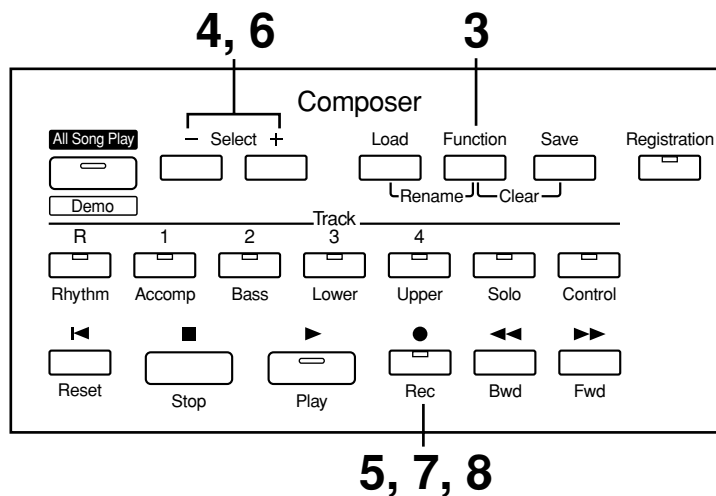 4, 6 3
Composer
All Song Play − Select + Load Function Save Registration
Demo Rename Clear
Track
R 1 2 3 4
Rhythm Accomp Bass Lower Upper Solo Control
Reset Stop Play Rec Bwd Fwd
5, 7, 8